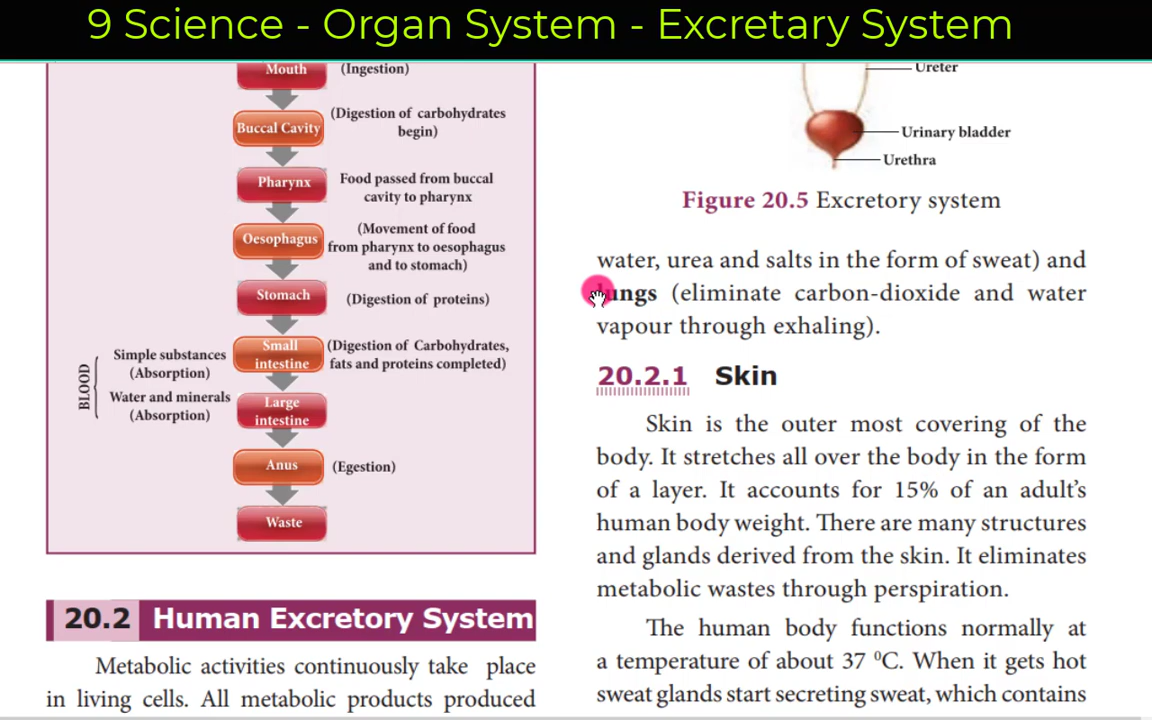 9 Science - Organ System - Excretary System
Mouth (Ingestion)
Buccal Cavity (Digestion of carbohydrates
begin)
Pharynx Food passed from buccal
cavity to pharynx
Oesophagus (Movement of food
from pharynx to oesophagus
and to stomach)
Stomach (Digestion of proteins)
Small
intestine (Digestion of Carbohydrates,
fats and proteins completed)
BLOOD
Simple substances
(Absorption)
Water and minerals
(Absorption)
Large
intestine
Anus (Egestion)
Waste
20.2 Human Excretory System
Metabolic activities continuously take place
in living cells. All metabolic products produced
Ureter
Urinary bladder
Urethra
Figure 20.5 Excretory system
water, urea and salts in the form of sweat) and
lungs (eliminate carbon-dioxide and water
vapour through exhaling).
20.2.1 Skin
Skin is the outer most covering of the
body. It stretches all over the body in the form
of a layer. It accounts for 15% of an adult's
human body weight. There are many structures
and glands derived from the skin. It eliminates
metabolic wastes through perspiration.
The human body functions normally at
a temperature of about 37 ⁰C. When it gets hot
sweat glands start secreting sweat, which contains